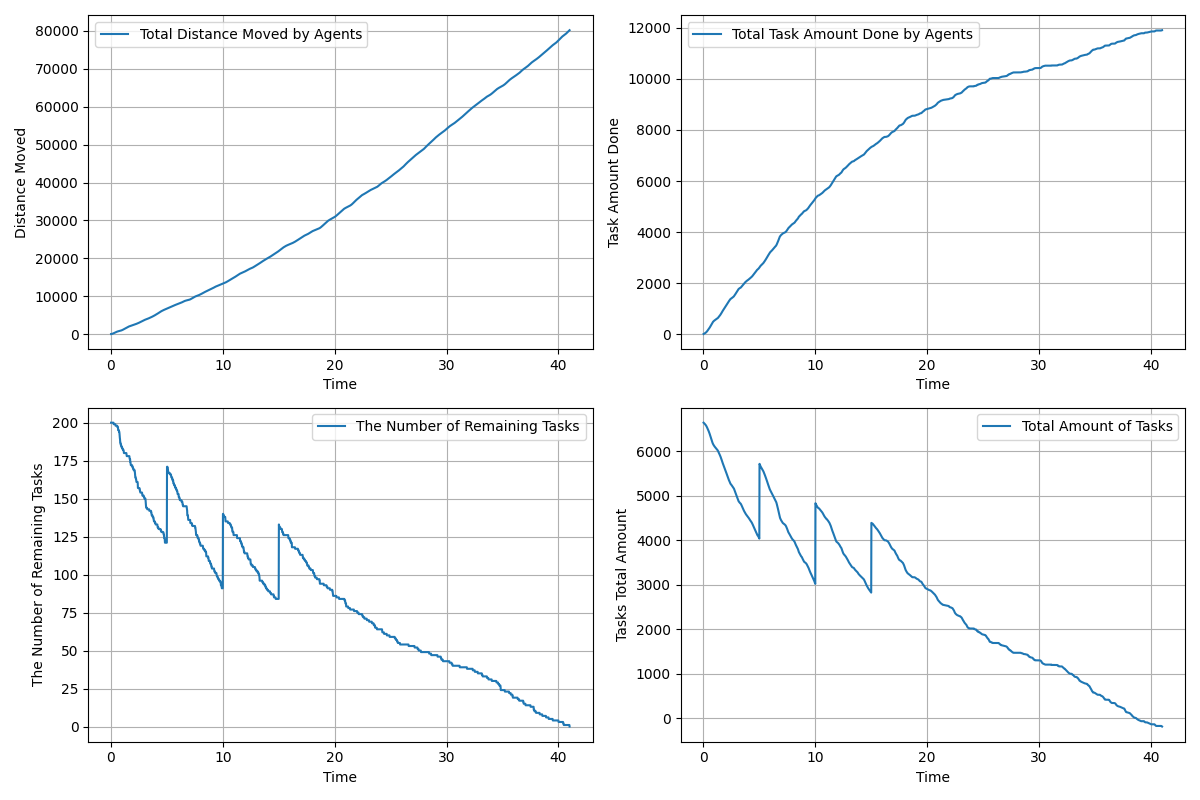 Total Distance Moved by Agents
80000
70000
60000
50000
40000
30000
20000
10000
0
Distance Moved
0 10 20 30 40
Time
Total Task Amount Done by Agents
12000
10000
8000
6000
4000
2000
0
Task Amount Done
0 10 20 30 40
Time
The Number of Remaining Tasks
200
175
150
125
100
75
50
25
0
The Number of Remaining Tasks
0 10 20 30 40
Time
Total Amount of Tasks
6000
5000
4000
3000
2000
1000
0
Tasks Total Amount
0 10 20 30 40
Time